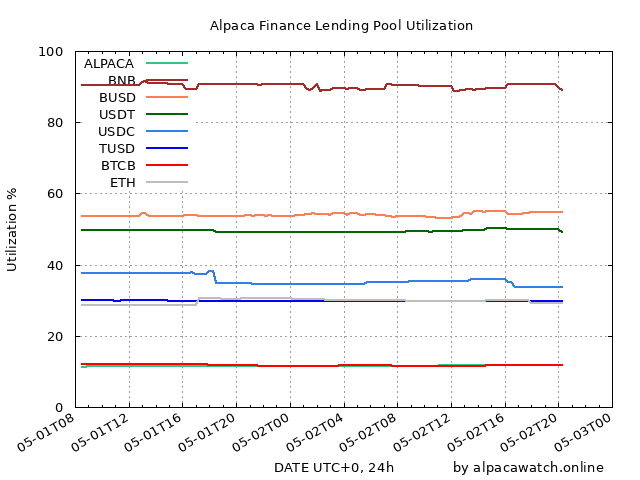 Alpaca Finance Lending Pool Utilization
Utilization %
100
80
60
40
20
0
ALPACA
BNB
BUSD
USDT
USDC
TUSD
BTCB
ETH
05-01T08
05-01T12
05-01T16
05-01T20
05-02T00
05-02T04
05-02T08
05-02T12
05-02T16
05-02T20
05-03T00
DATE UTC+0, 24h
by alpacawatch.online